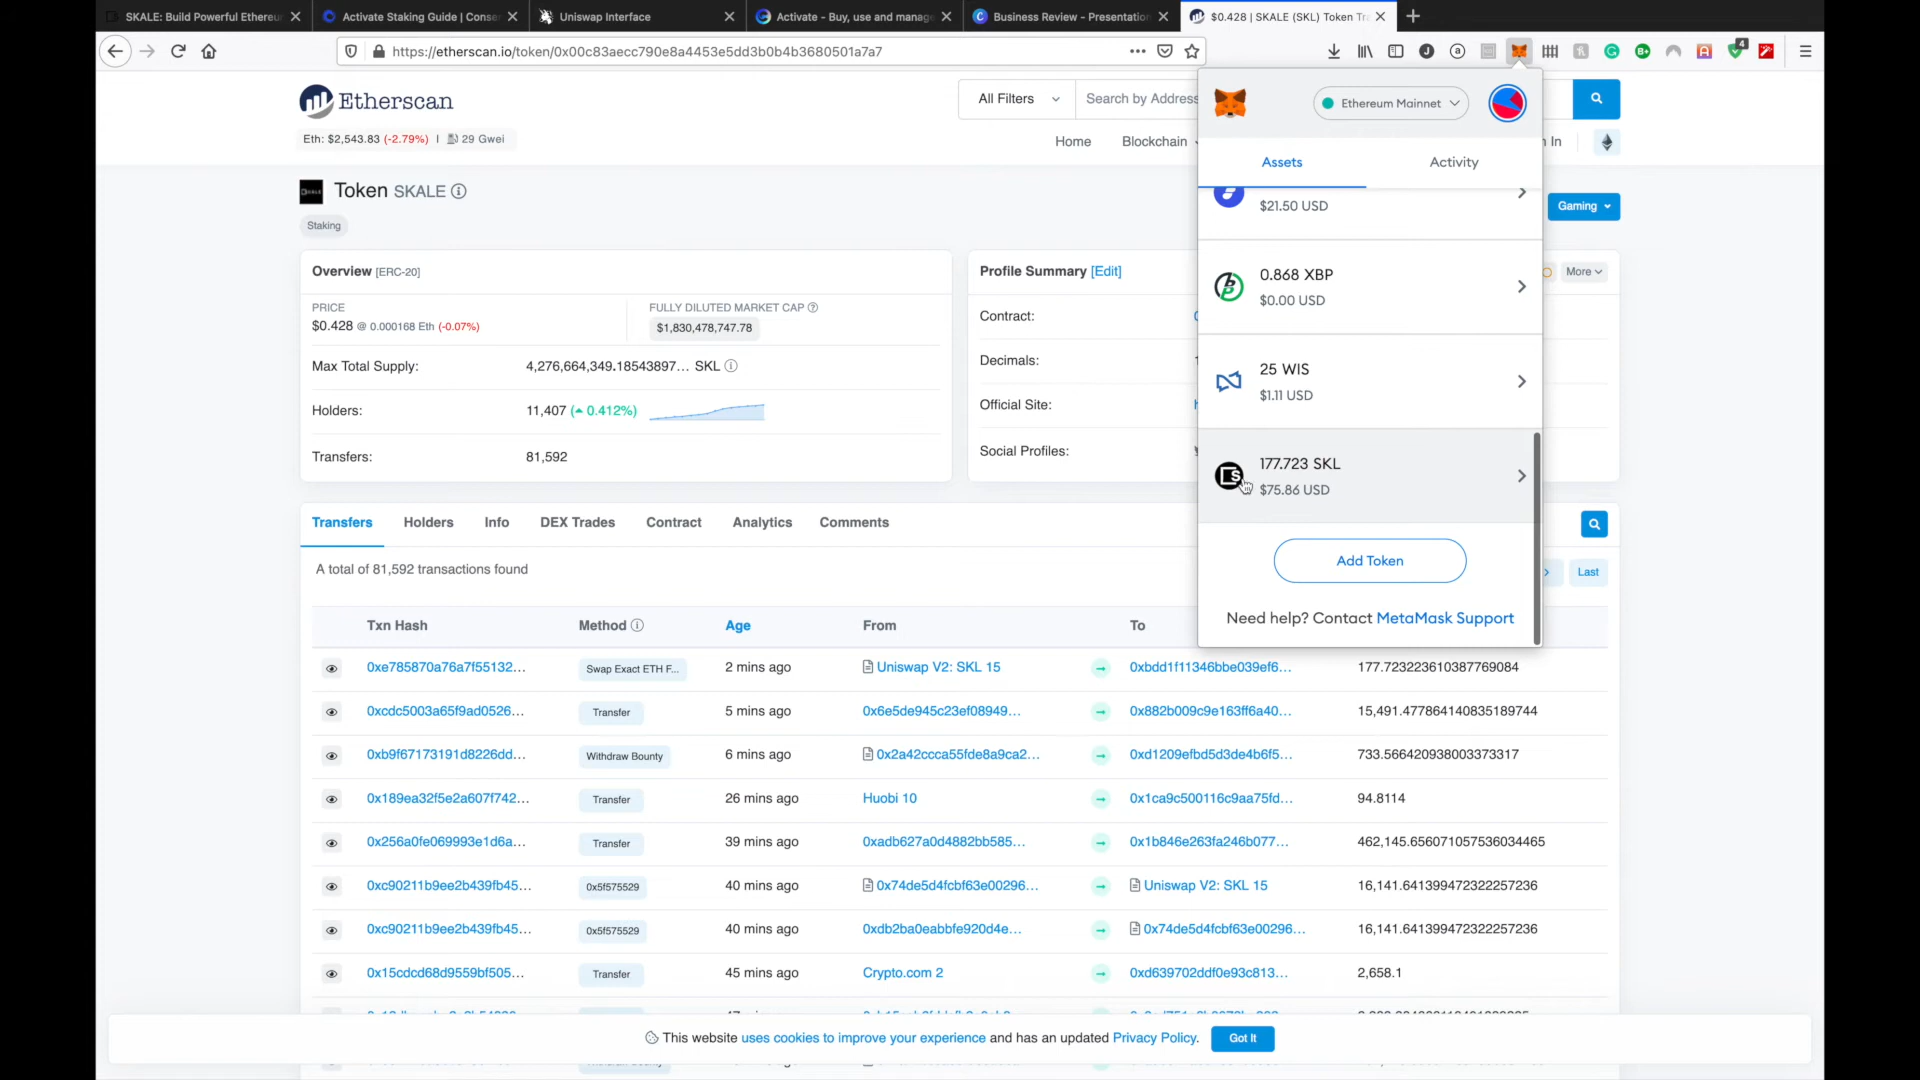 SKALE: Build Powerful Ethereu
Activate Staking Guide | Conse
Uniswap Interface
Activate - Buy, use and manage
Business Review - Presentation
$0.428 | SKALE (SKL) Token Tra
https://etherscan.io/token/0x00c83aecc790e8a4453e5dd3b0b4b3680501a7a7
4
Etherscan
All Filters
Search by Address
Eth: $2,543.83 (-2.79%) | 29 Gwei
Home
Blockchain
n In
Token SKALE
Staking
Gaming
Overview [ERC-20]
PRICE
$0.428 @ 0.000168 Eth (-0.07%)
FULLY DILUTED MARKET CAP
$1,830,478,747.78
Max Total Supply:
4,276,664,349.18543897... SKL
Holders:
11,407 (0.412%)
Transfers:
81,592
Profile Summary [Edit]
More
Contract:
Decimals:
Official Site:
Social Profiles:
Ethereum Mainnet
Assets
Activity
$21.50 USD
0.868 XBP
$0.00 USD
25 WIS
$1.11 USD
177.723 SKL
$75.86 USD
Add Token
Need help? Contact MetaMask Support
Transfers
Holders
Info
DEX Trades
Contract
Analytics
Comments
A total of 81,592 transactions found
Last
Txn Hash Method Age From To
0xe785870a76a7f55132... Swap Exact ETH F... 2 mins ago Uniswap V2: SKL 15 0xbdd1f11346bbe039ef6... 177.723223610387769084
0xcdc5003a65f9ad0526... Transfer 5 mins ago 0x6e5de945c23ef08949... 0x882b009c9e163ff6a40... 15,491.477864140835189744
0xb9f67173191d8226dd... Withdraw Bounty 6 mins ago 0x2a42ccca55fde8a9ca2... 0xd1209efbd5d3de4b6f5... 733.566420938003373317
0x189ea32f5e2a607f742... Transfer 26 mins ago Huobi 10 0x1ca9c500116c9aa75fd... 94.8114
0x256a0fe069993e1d6a... Transfer 39 mins ago 0xadb627a0d4882bb585... 0x1b846e263fa246b077... 462,145.656071057536034465
0xc90211b9ee2b439fb45... 0x5f575529 40 mins ago 0x74de5d4fcbf63e00296... Uniswap V2: SKL 15 16,141.641399472322257236
0xc90211b9ee2b439fb45... 0x5f575529 40 mins ago 0xdb2ba0eabbfe920d4e... 0x74de5d4fcbf63e00296... 16,141.641399472322257236
0x15cdcd68d9559bf505... Transfer 45 mins ago Crypto.com 2 0xd639702ddf0e93c813... 2,658.1
This website uses cookies to improve your experience and has an updated Privacy Policy.
Got It